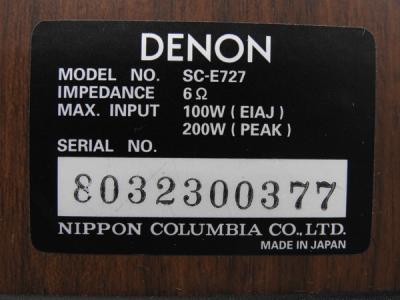 DENON
MODEL NO. SC-E727
IMPEDANCE 6Ω
MAX. INPUT 100W (EIAJ)
200W (PEAK)
SERIAL NO.
8032300377
NIPPON COLUMBIA CO., LTD.
MADE IN JAPAN